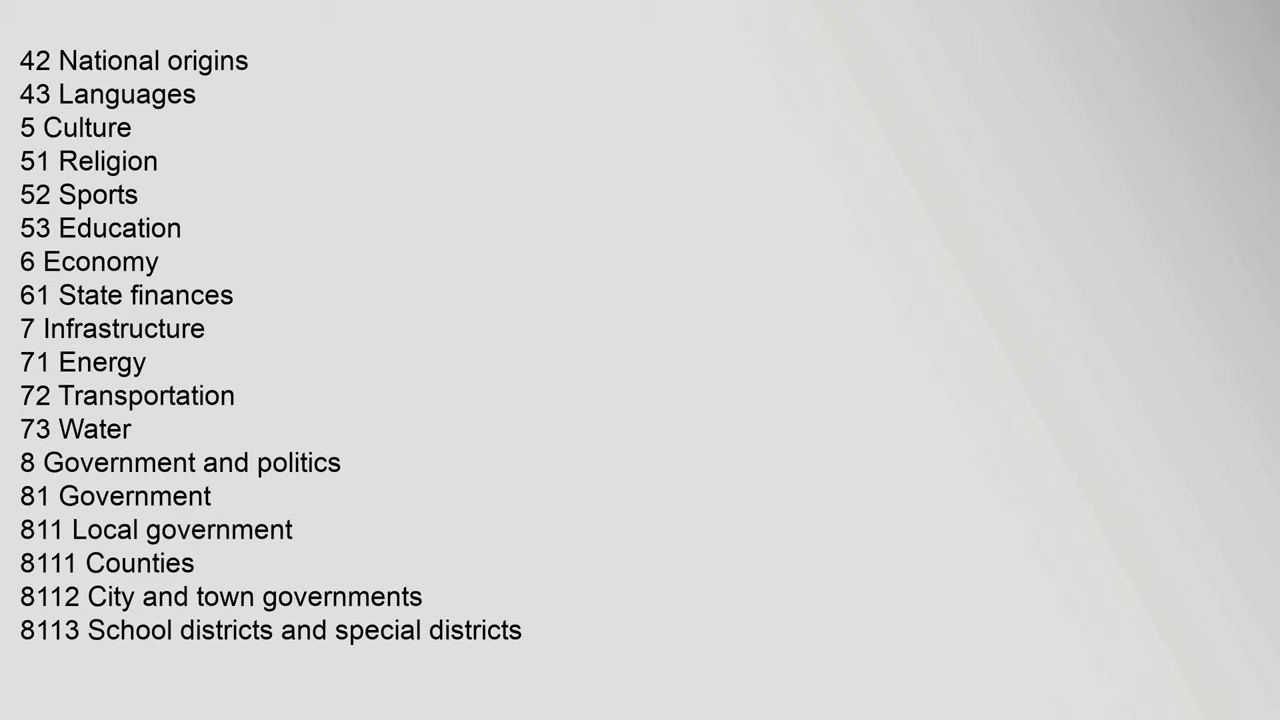 42 National origins
43 Languages
5 Culture
51 Religion
52 Sports
53 Education
6 Economy
61 State finances
7 Infrastructure
71 Energy
72 Transportation
73 Water
8 Government and politics
81 Government
811 Local government
8111 Counties
8112 City and town governments
8113 School districts and special districts